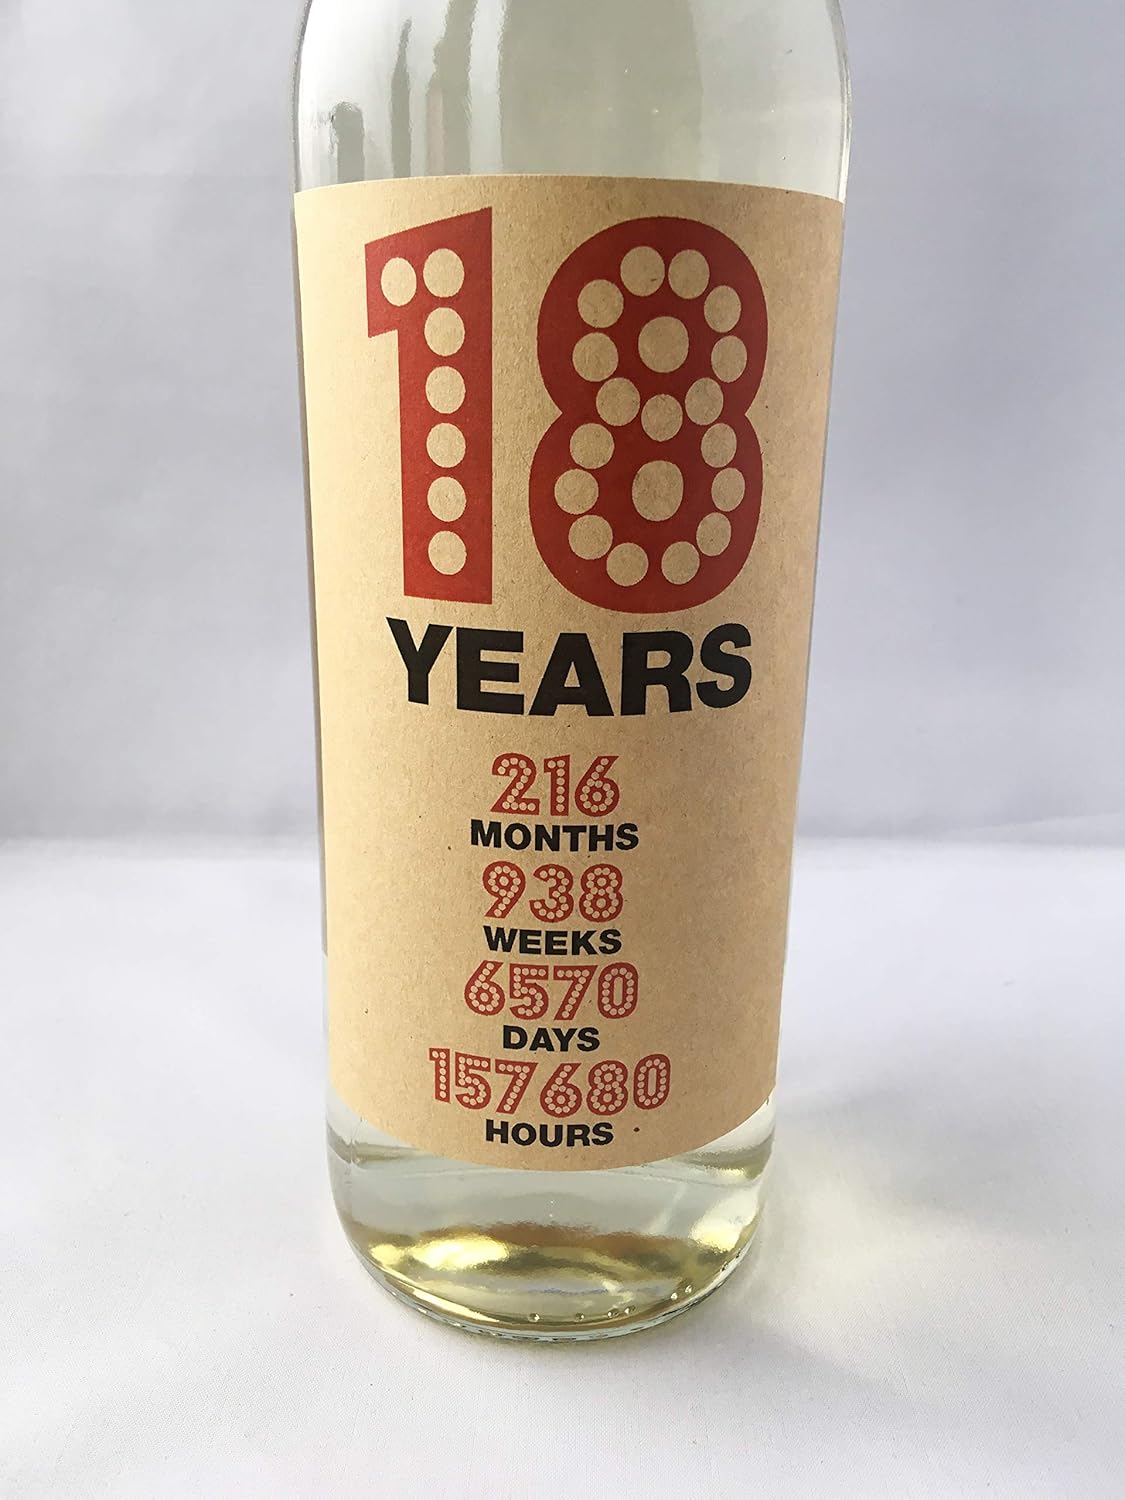 18
YEARS
216
MONTHS
938
WEEKS
6570
DAYS
157680
HOURS